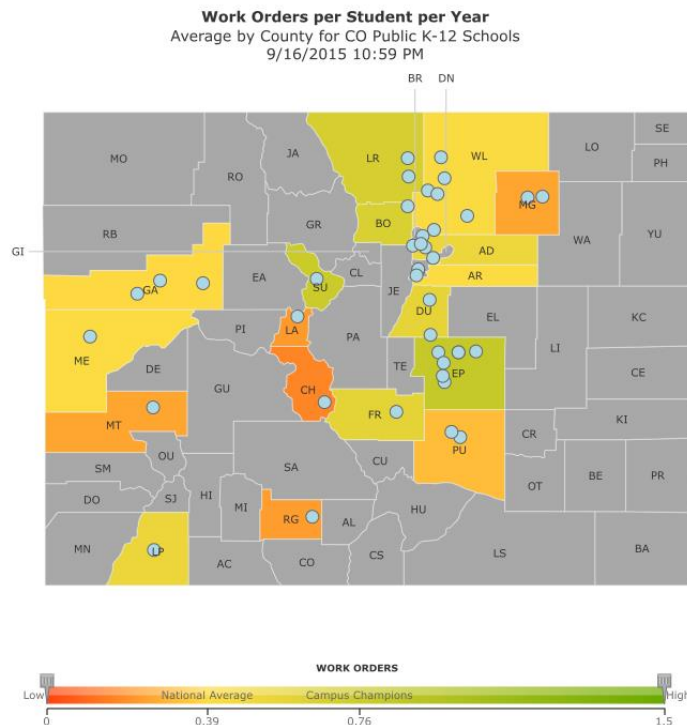 Work Orders per Student per Year
Average by County for CO Public K-12 Schools
9/16/2015 10:59 PM
BR DN
SE
MO JA LR WL LO
PH
RO
MG
RB GR BO WA YU
GI EA CL AD
GA SU JE AR
DU EL KC
LA
ME PI PA LI
DE TE EP CE
GU CH
MT FR PU CR KI
OU
SM SA CU
DO SJ HI MI OT BE PR
RG AL HU
MN LP AC CO CS LS BA
WORK ORDERS
Low National Average Campus Champions High
0 0.39 0.76 1.5